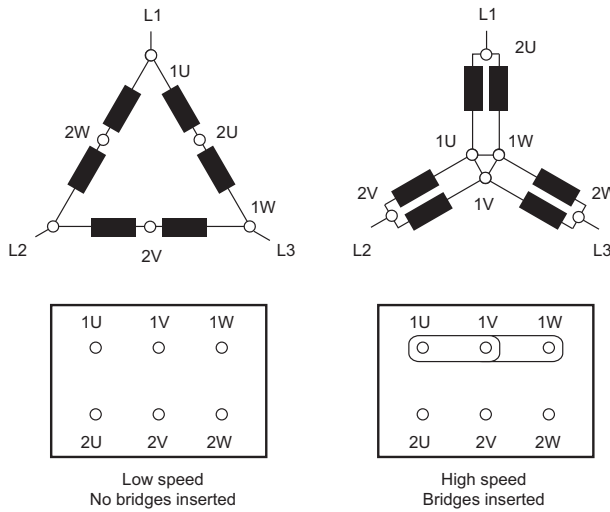 L1
1U
2W
2U
1W
L2
L3
2V
L1
2U
1U
1W
2V
2W
1V
L2
L3
1U 1V 1W
2U 2V 2W
Low speed
No bridges inserted
1U 1V 1W
2U 2V 2W
High speed
Bridges inserted